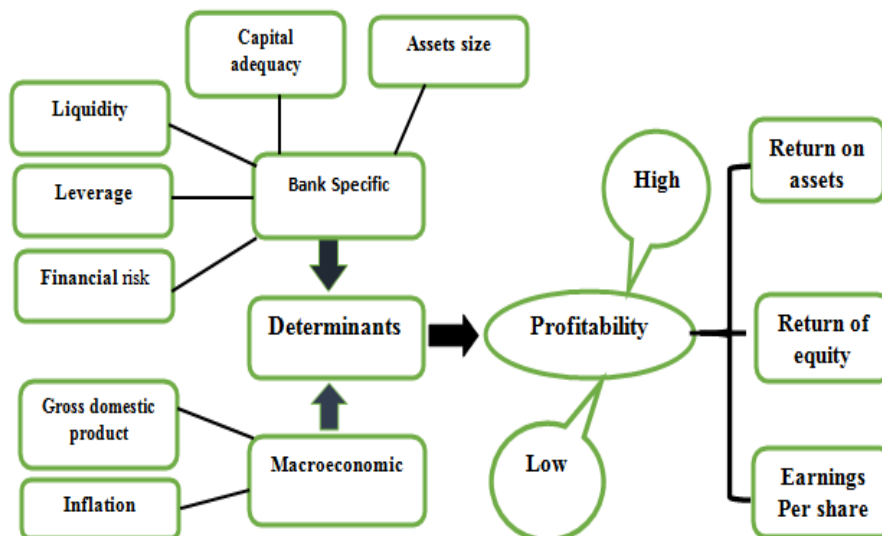 Capital
adequacy
Assets size
Liquidity
Bank Specific
Leverage
Financial risk
High
Return on
assets
Determinants
Profitability
Return of
equity
Gross domestic
product
Macroeconomic
Low
Inflation
Earnings
Per share